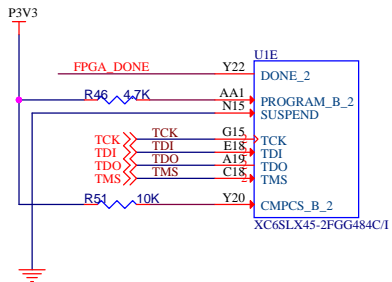 P3V3
U1E
FPGA_DONE Y22 DONE_2
R46 4.7K AA1 PROGRAM_B_2
N15 SUSPEND
TCK TCK G15 TCK
TDI TDI E18 TDI
TDO TDO A19 TDO
TMS TMS C18 TMS
R51 10K Y20 CMPCS_B_2
XC6SLX45-2FGG484C/I